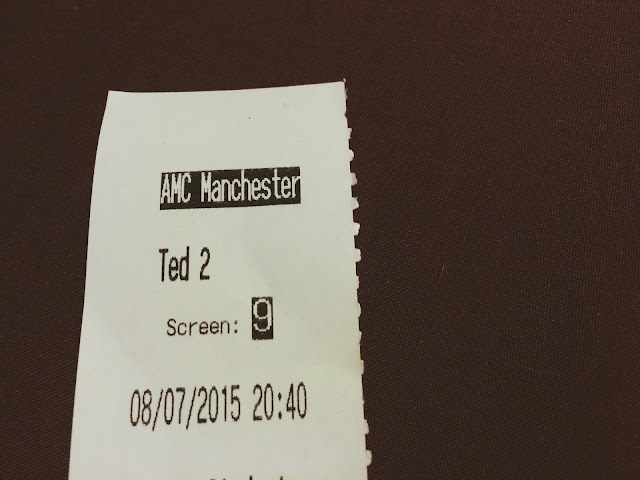 AMC Manchester
Ted 2
Screen: 9
08/07/2015 20:40